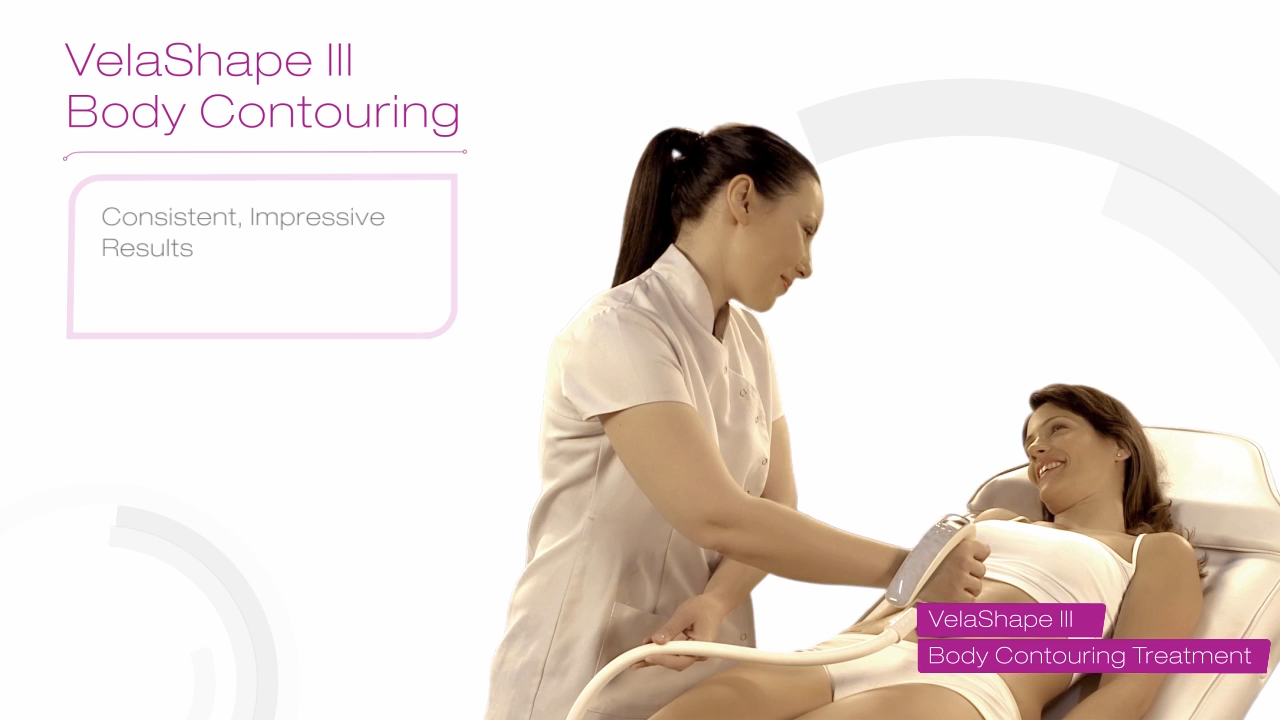 VelaShape III
Body Contouring
Consistent, Impressive
Results
VelaShape III
Body Contouring Treatment